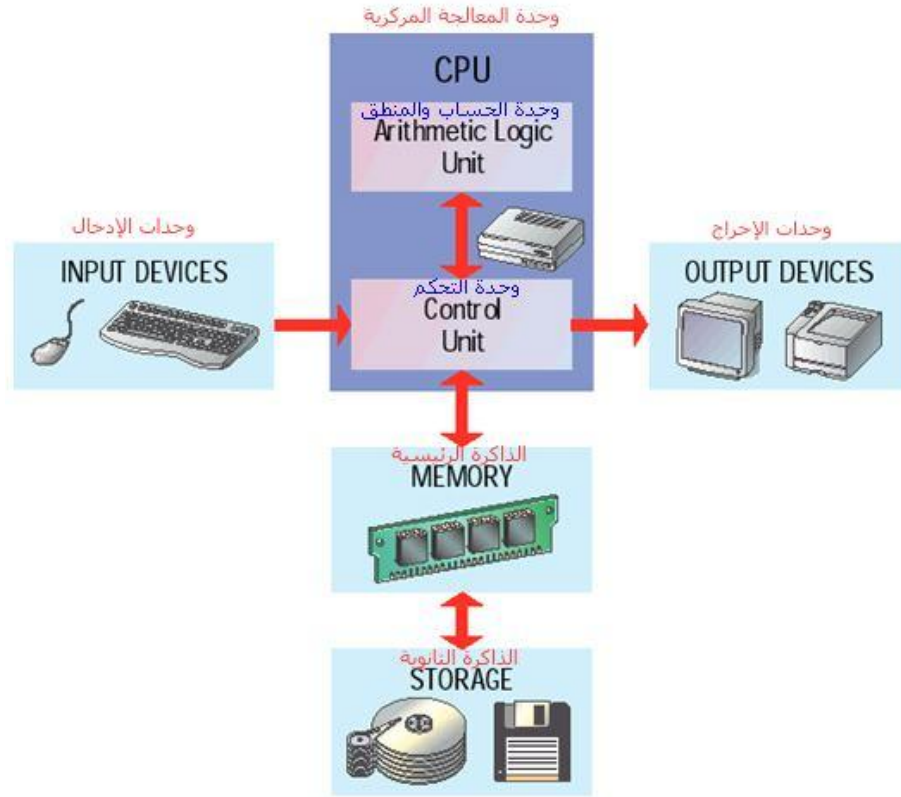 وحدة المعالجة المركزية
CPU
وحدة الحساب والمنطق
Arithmetic Logic
Unit
وحدات الإدخال
INPUT DEVICES
وحدة التحكم
Control
Unit
وحدات الإخراج
OUTPUT DEVICES
الذاكرة الرئيسية
MEMORY
الذاكرة الثانوية
STORAGE